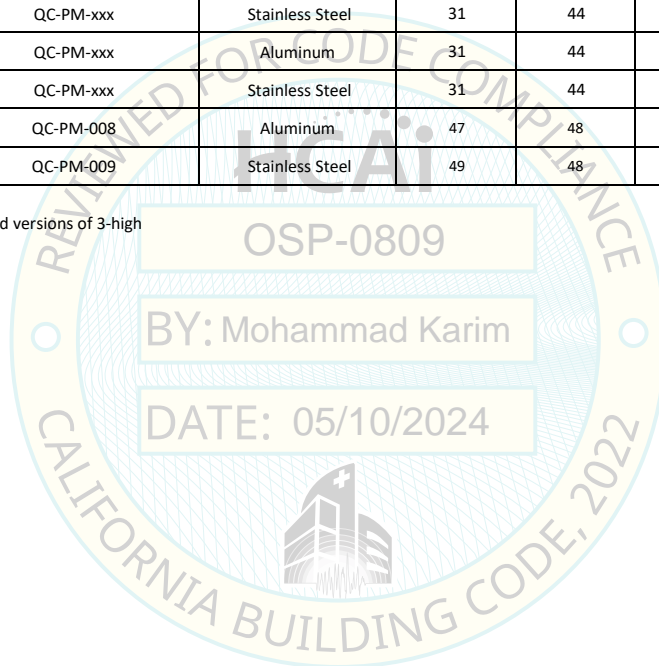 QC-PM-xxx Stainless Steel 31 44
QC-PM-xxx Aluminum 31 44
QC-PM-xxx Stainless Steel 31 44
QC-PM-008 Aluminum 47 48
QC-PM-009 Stainless Steel 49 48
d versions of 3-high
REVIEWED FOR CODE COMPLIANCE
HCAi
OSP-0809
BY: Mohammad Karim
DATE: 05/10/2024
CALIFORNIA BUILDING CODE, 2022